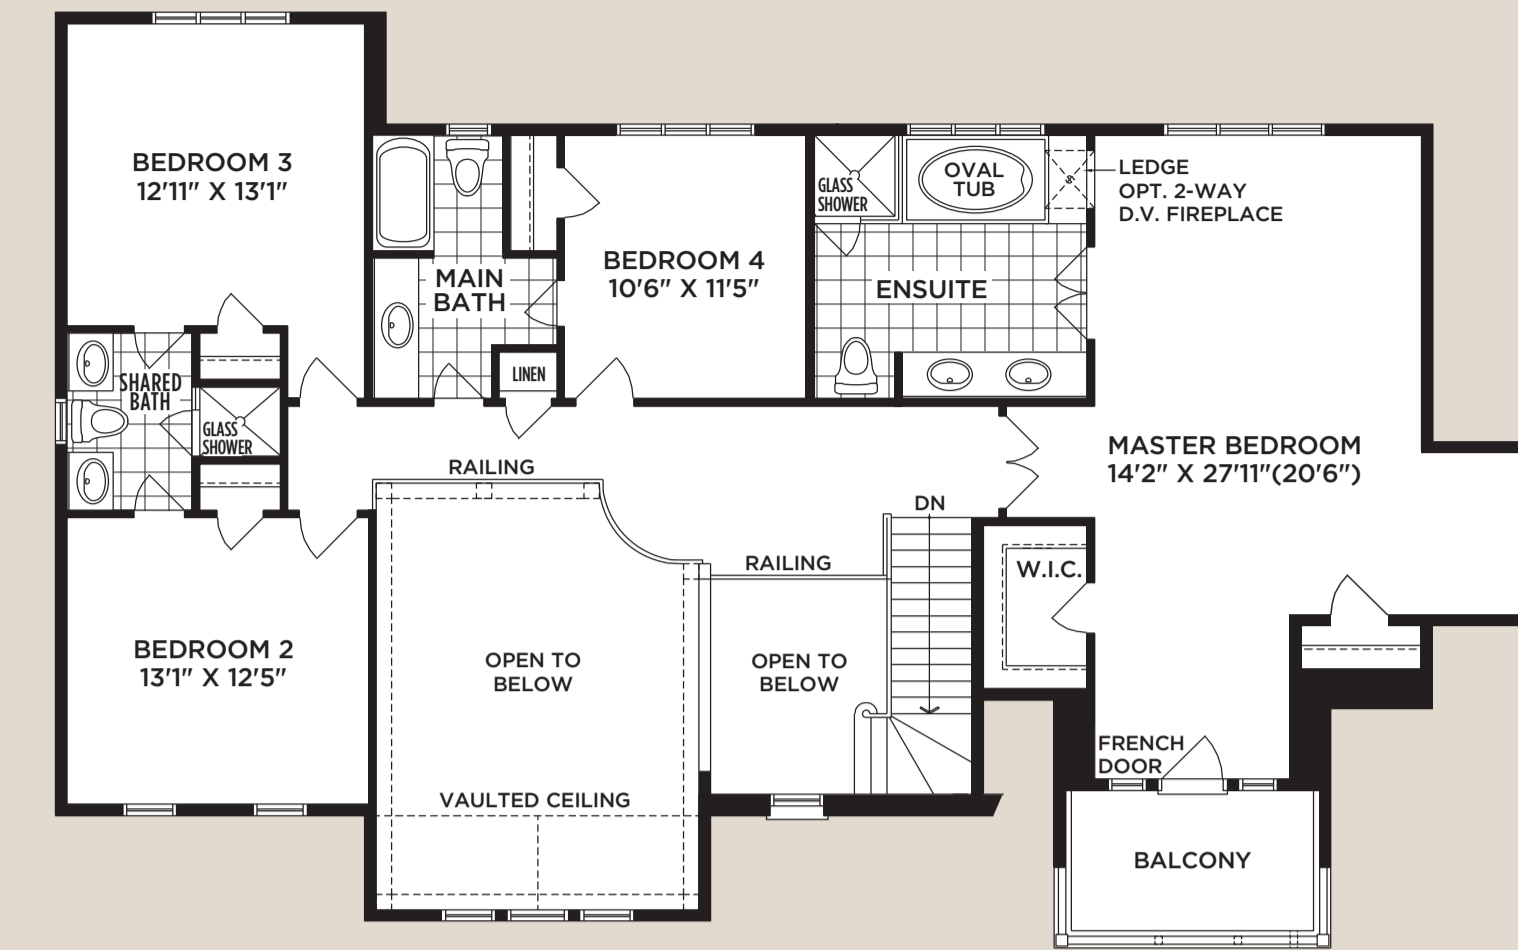 BEDROOM 3
12'11" X 13'1"
LEDGE
OPT. 2-WAY
D.V. FIREPLACE
OVAL
TUB
GLASS
SHOWER
BEDROOM 4
10'6" X 11'5"
MAIN
BATH
ENSUITE
LINEN
SHARED
BATH
GLASS
SHOWER
MASTER BEDROOM
14'2" X 27'11"(20'6")
RAILING
DN
RAILING
W.I.C.
BEDROOM 2
13'1" X 12'5"
OPEN TO
BELOW
OPEN TO
BELOW
FRENCH
DOOR
VAULTED CEILING
BALCONY